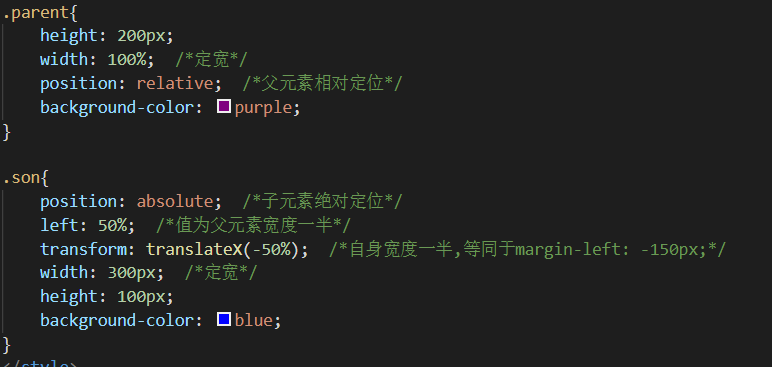 .parent{
height: 200px;
width: 100%; /*定宽*/
position: relative; /*父元素相对定位*/
background-color: purple;
}
.son{
position: absolute; /*子元素绝对定位*/
left: 50%; /*值为父元素宽度一半*/
transform: translateX(-50%); /*自身宽度一半,等同于margin-left: -150px;*/
width: 300px; /*定宽*/
height: 100px;
background-color: blue;
}
</style>